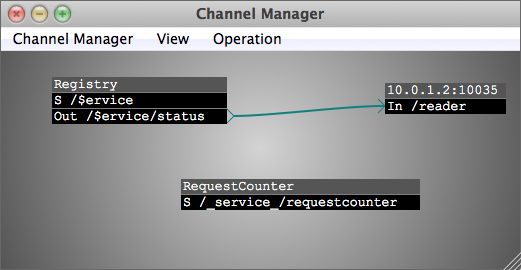 Channel Manager
Channel Manager View Operation
Registry
S /$ervice
Out /$ervice/status
10.0.1.2:10035
In /reader
RequestCounter
S /_service_/requestcounter